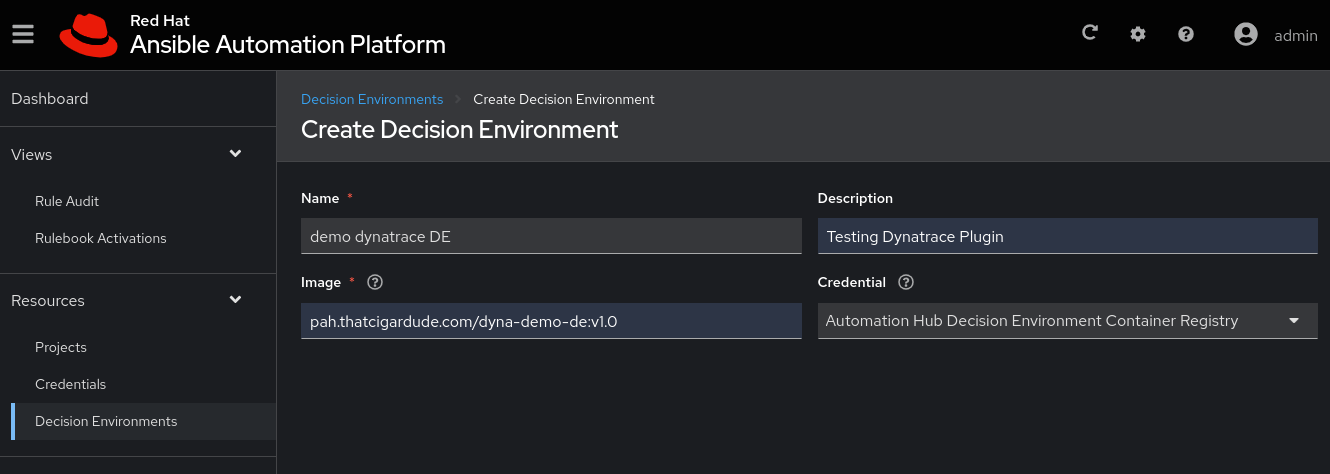 Red Hat
Ansible Automation Platform
admin
Dashboard
Views
Rule Audit
Rulebook Activations
Resources
Projects
Credentials
Decision Environments
Decision Environments > Create Decision Environment
Create Decision Environment
Name *
demo dynatrace DE
Description
Testing Dynatrace Plugin
Image *
pah.thatcigardude.com/dyna-demo-de:v1.0
Credential
Automation Hub Decision Environment Container Registry